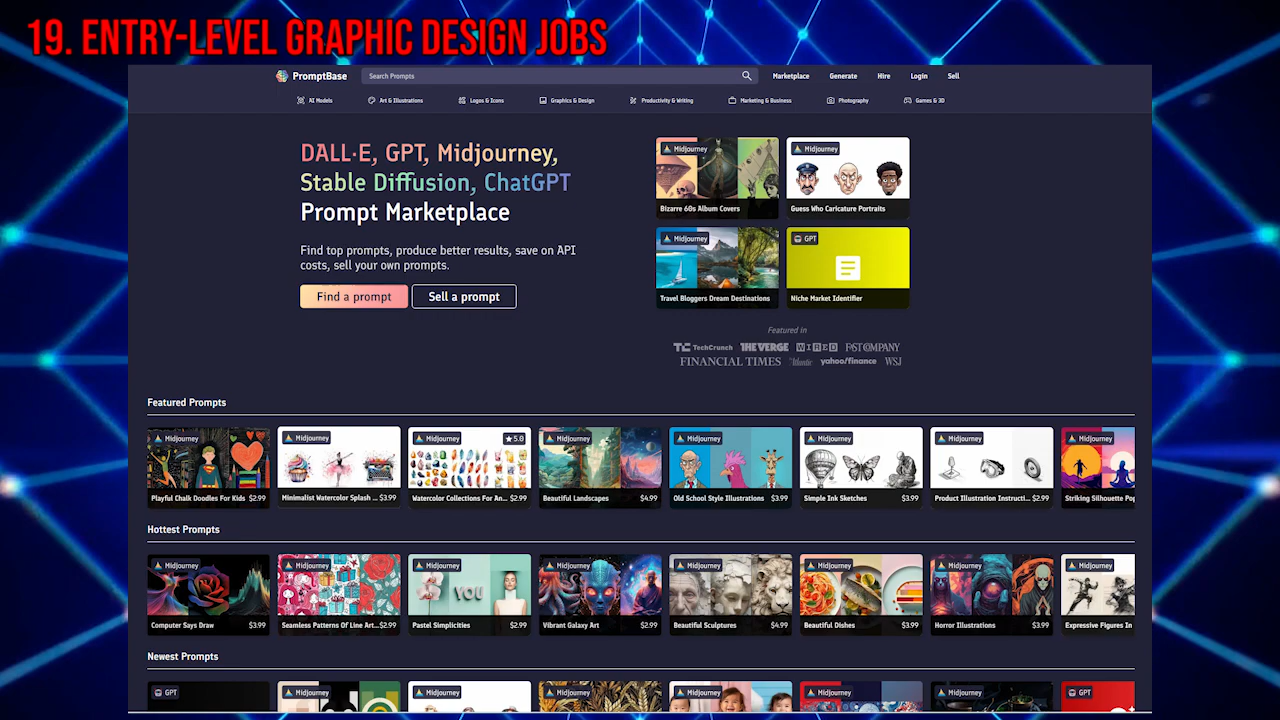 19. ENTRY-LEVEL GRAPHIC DESIGN JOBS
PromptBase
Search Prompts
Marketplace
Generate
Hire
Login
Sell
AI Models
Art & Illustrations
Logos & Icons
Graphics & Design
Productivity & Writing
Marketing & Business
Photography
Games & 3D
DALL·E, GPT, Midjourney,
Stable Diffusion, ChatGPT
Prompt Marketplace
Find top prompts, produce better results, save on API
costs, sell your own prompts.
Find a prompt
Sell a prompt
Midjourney
Bizarre 60s Album Covers
Midjourney
Guess Who Caricature Portraits
Midjourney
Travel Bloggers Dream Destinations
GPT
Niche Market Identifier
Featured in
TC TechCrunch THE VERGE WIRED FAST COMPANY
FINANCIAL TIMES The Atlantic yahoo/finance WSJ
Featured Prompts
Midjourney
Playful Chalk Doodles For Kids $2.99
Midjourney
Minimalist Watercolor Splash ... $3.99
Midjourney ★ 5.0
Watercolor Collections For An... $2.99
Midjourney
Beautiful Landscapes $4.99
Midjourney
Old School Style Illustrations $3.99
Midjourney
Simple Ink Sketches $3.99
Midjourney
Product Illustration Instructi... $2.99
Midjourney
Striking Silhouette Pop
Hottest Prompts
Midjourney
Computer Says Draw $3.99
Midjourney
Seamless Patterns Of Line Art... $2.99
Midjourney
YOU
Pastel Simplicities $2.99
Midjourney
Vibrant Galaxy Art $2.99
Midjourney
Beautiful Sculptures $4.99
Midjourney
Beautiful Dishes $3.99
Midjourney
Horror Illustrations $3.99
Midjourney
Expressive Figures In
Newest Prompts
GPT
Midjourney
Midjourney
Midjourney
Midjourney
Midjourney
Midjourney
GPT